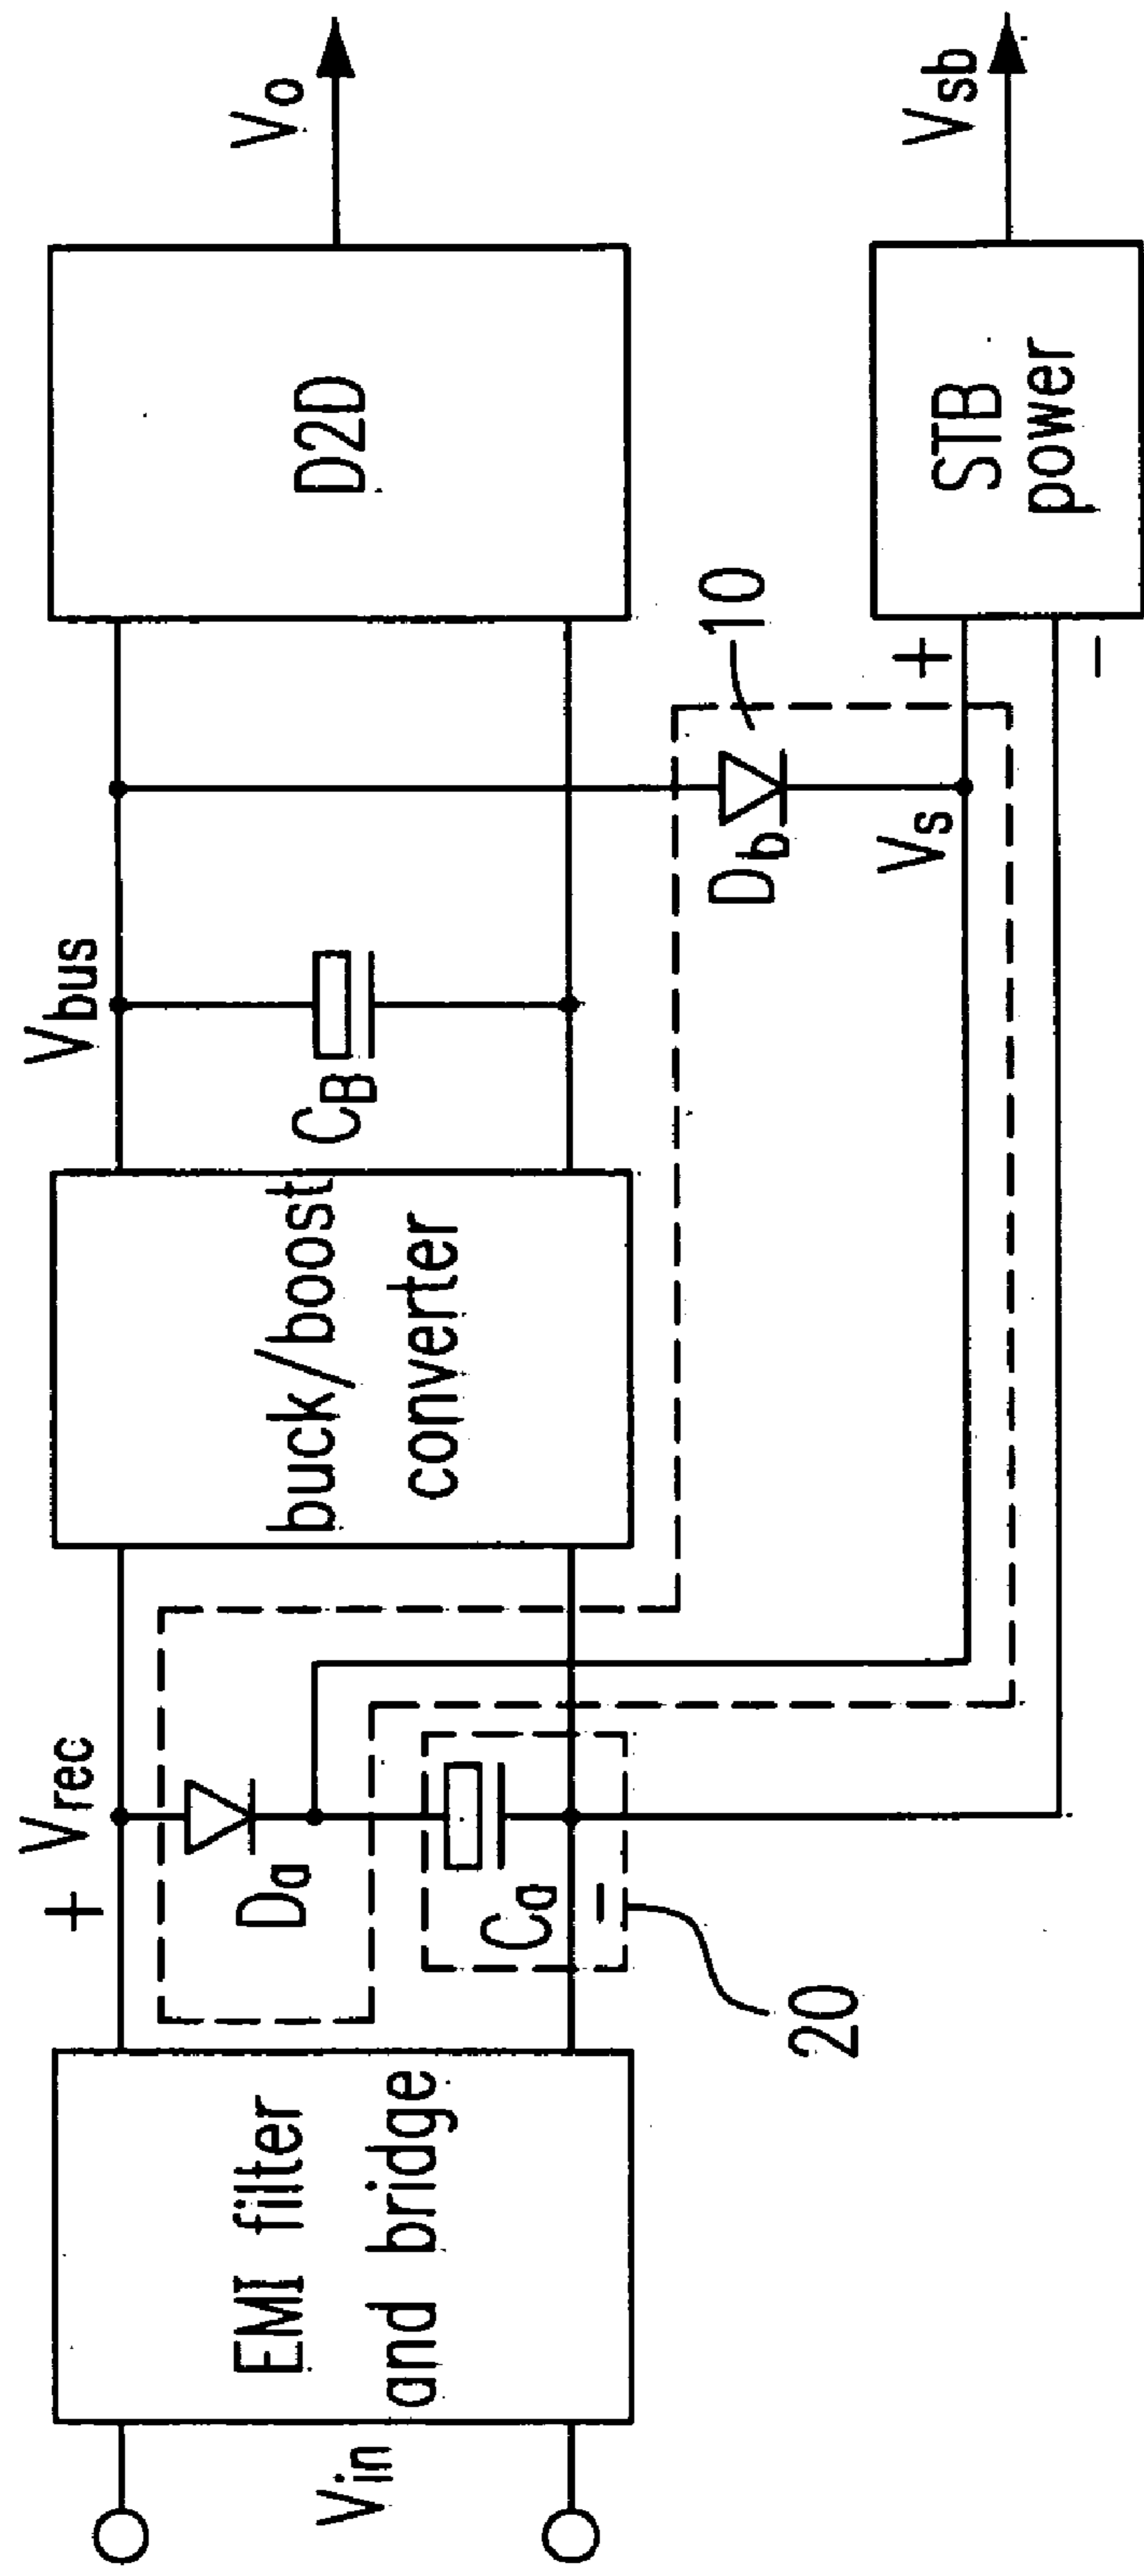 Vin
EMI filter
and bridge
+
Vrec
Da
Ca
−
20
buck/boost
converter
Vbus
CB
Db
10
Vs
D2D
Vo
+
−
STB
power
Vsb